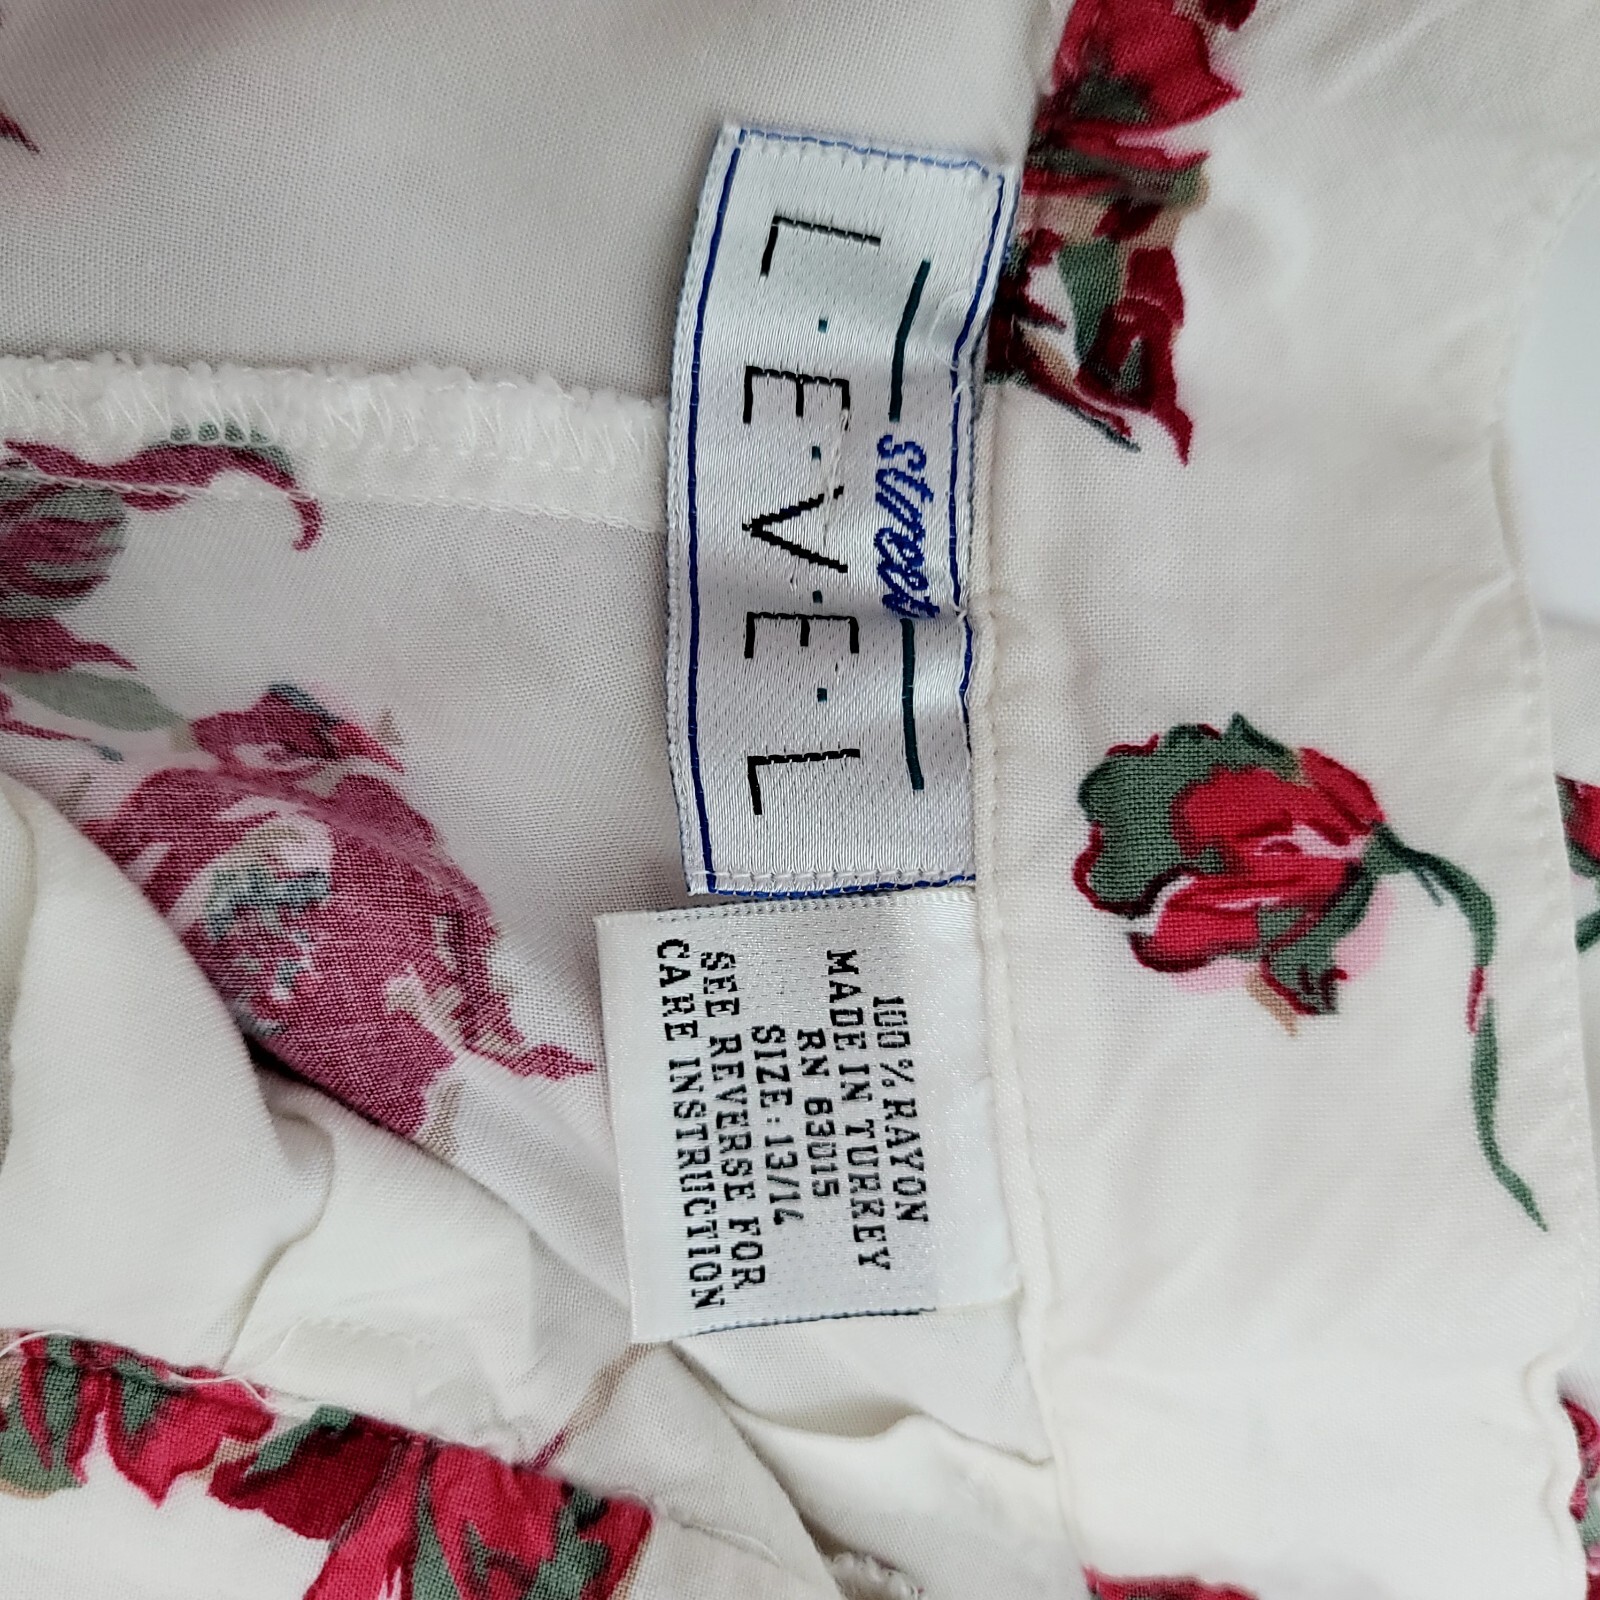 street
L·E·V·E·L
100% RAYON
MADE IN TURKEY
RN 63015
SIZE: 13/14
SEE REVERSE FOR
CARE INSTRUCTION